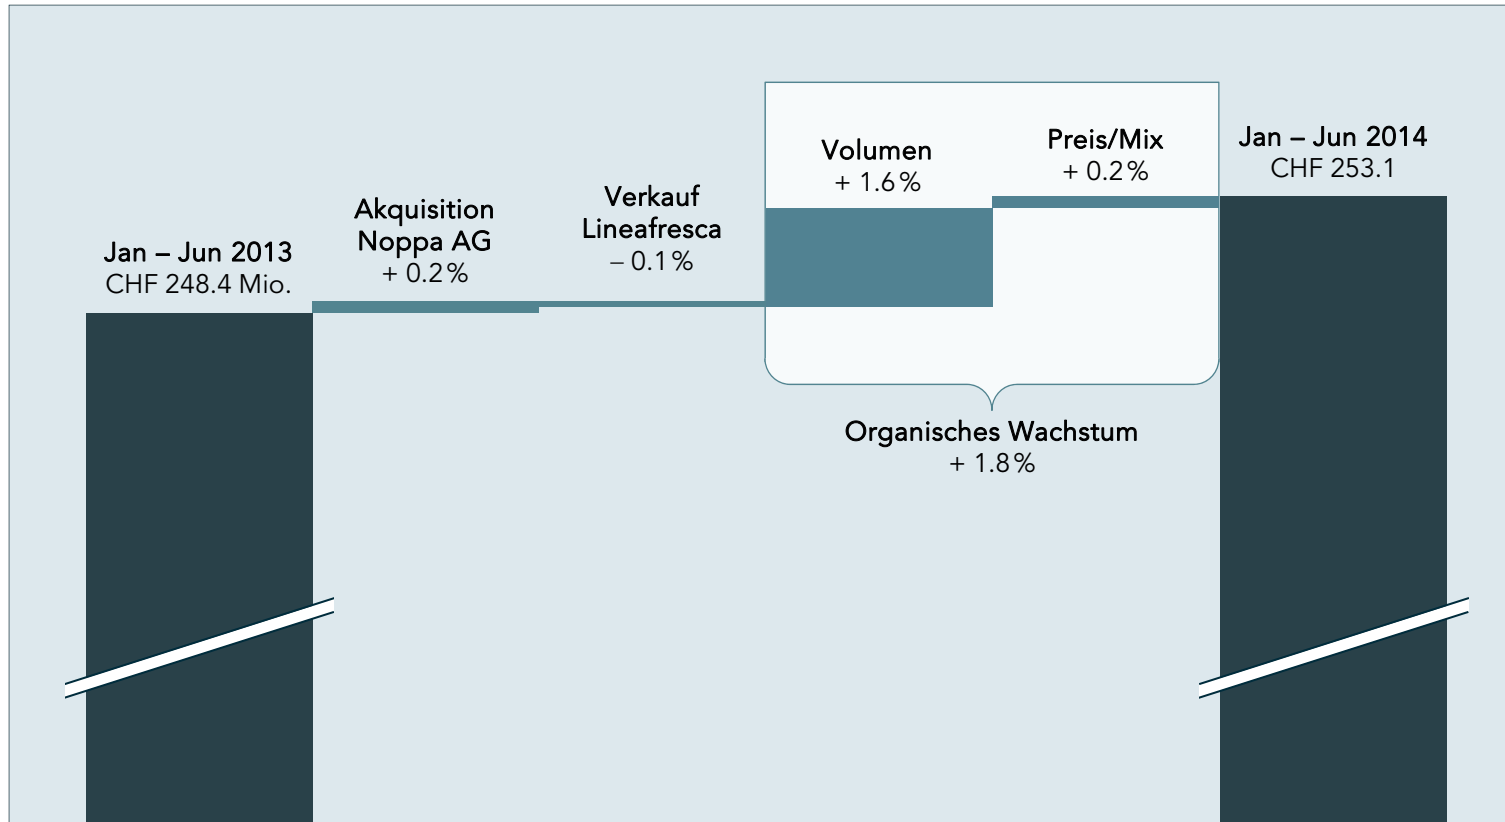 Jan – Jun 2013
CHF 248.4 Mio.
Akquisition
Noppa AG
+ 0.2 %
Verkauf
Lineafresca
– 0.1 %
Volumen
+ 1.6 %
Preis/Mix
+ 0.2 %
Jan – Jun 2014
CHF 253.1
Organisches Wachstum
+ 1.8 %